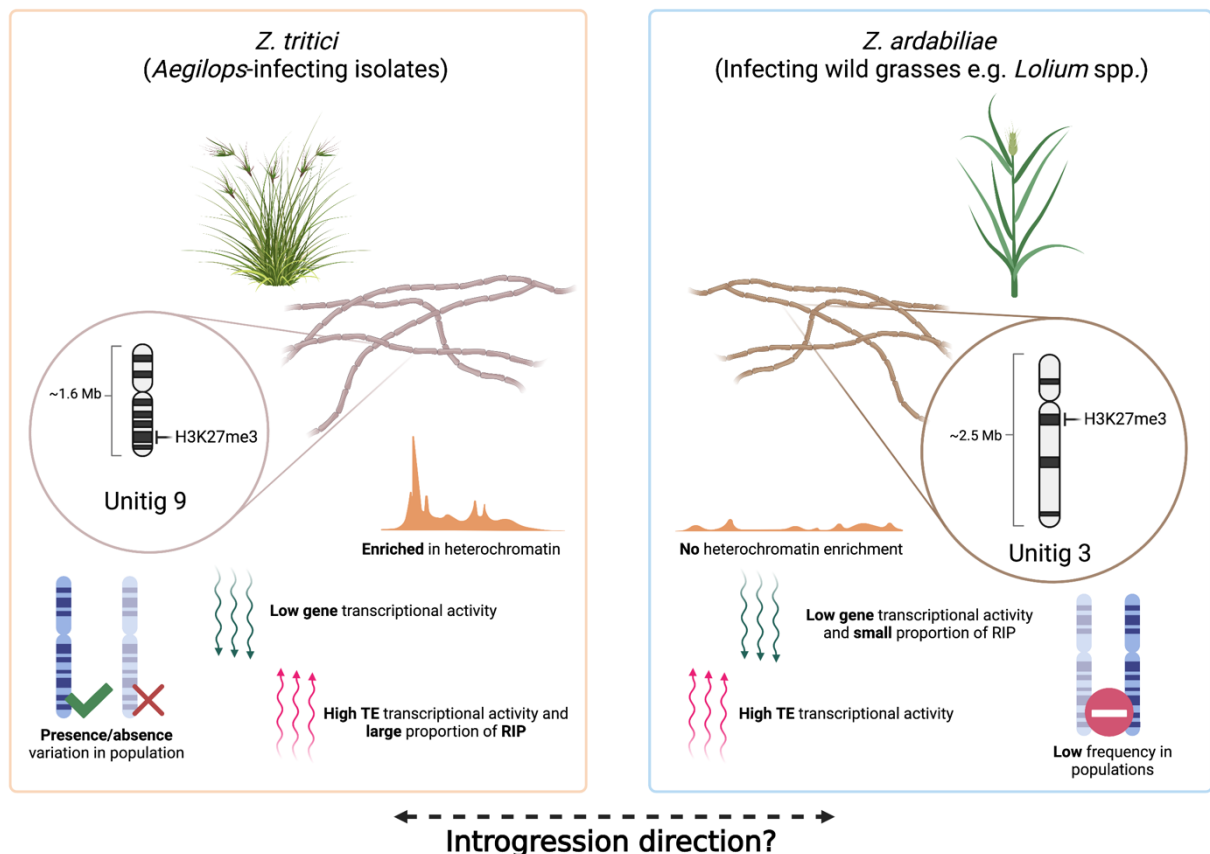 Z. tritici
(Aegilops-infecting isolates)
~1.6 Mb
H3K27me3
Unitig 9
Enriched in heterochromatin
Low gene transcriptional activity
Presence/absence
variation in population
High TE transcriptional activity and
large proportion of RIP
Z. ardabiliae
(Infecting wild grasses e.g. Lolium spp.)
~2.5 Mb
H3K27me3
Unitig 3
No heterochromatin enrichment
Low gene transcriptional activity
and small proportion of RIP
High TE transcriptional activity
Low frequency in
populations
Introgression direction?